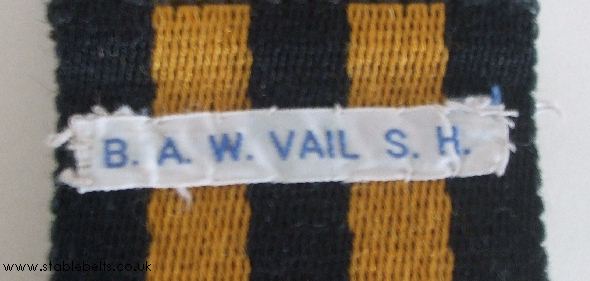 B. A. W. VAIL S. H.
www.stablebelts.co.uk